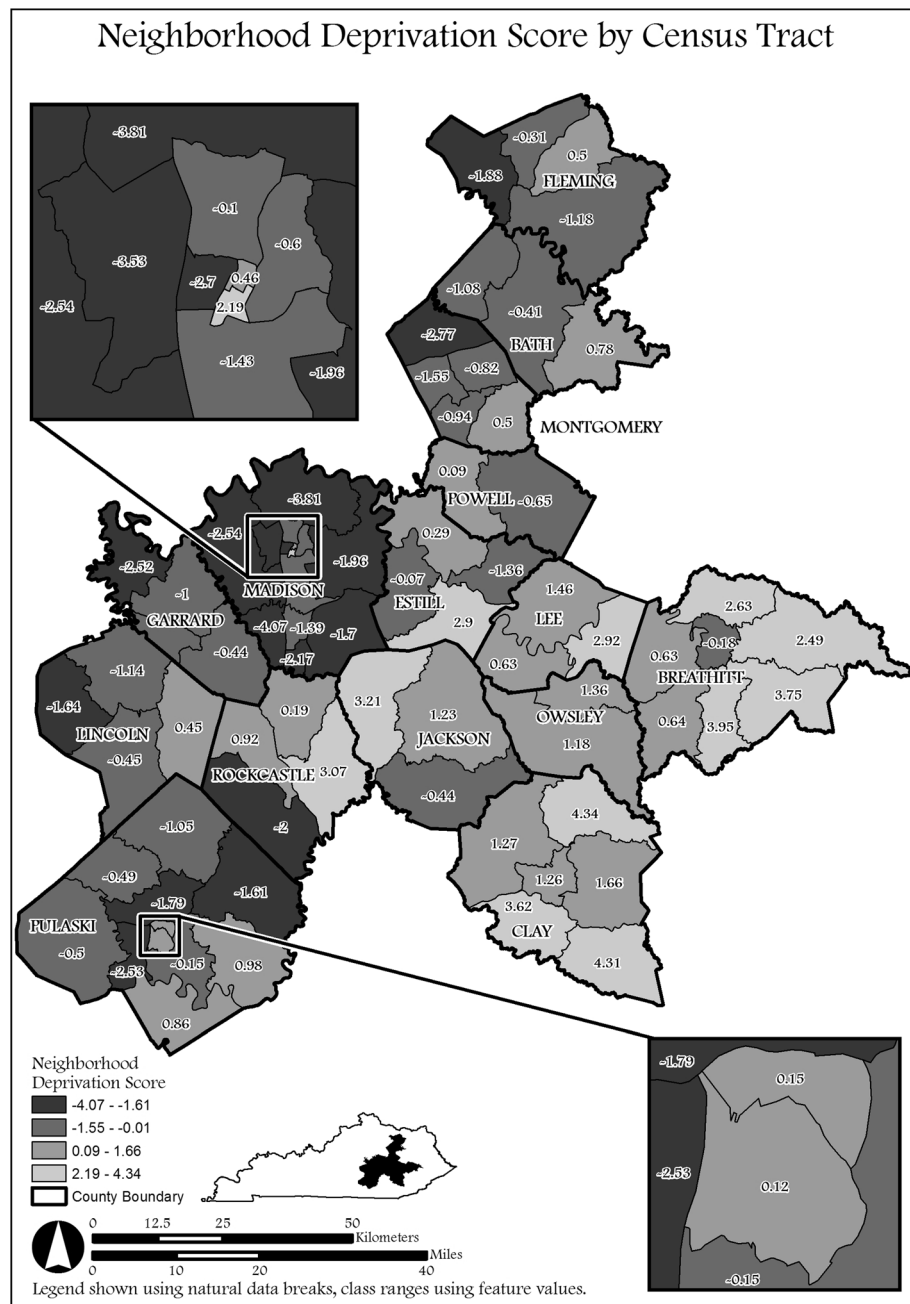 Neighborhood Deprivation Score by Census Tract
-3.81
-0.1
-0.6
-3.53
-2.7
0.46
-2.54
2.19
-1.43
-1.96
-0.31
0.5
-1.88
FLEMING
-1.18
-1.08
-0.41
BATH
0.78
-2.77
-0.82
-1.55
-0.94
0.5
MONTGOMERY
0.09
POWELL
-0.65
-3.81
-2.54
-1.96
MADISON
-4.07
-1.39
-1.7
-2.17
0.29
-1.36
-0.07
ESTILL
2.9
-2.52
-1
GARRARD
-0.44
1.46
LEE
2.92
0.63
2.63
-0.18
2.49
0.63
BREATHITT
3.75
0.64
3.95
-1.14
-1.64
LINCOLN
0.45
-0.45
0.19
0.92
ROCKCASTLE
3.07
-2
3.21
1.23
JACKSON
-0.44
1.36
OWSLEY
1.18
4.34
1.27
1.26
1.66
3.62
CLAY
4.31
-1.05
-0.49
-1.61
-1.79
PULASKI
-0.5
-0.15
0.98
-2.53
0.86
-1.79
0.15
-2.53
0.12
-0.15
Neighborhood
Deprivation Score
-4.07 - -1.61
-1.55 - -0.01
0.09 - 1.66
2.19 - 4.34
County Boundary
0 12.5 25 50
Kilometers
Miles
0 10 20 40
Legend shown using natural data breaks, class ranges using feature values.